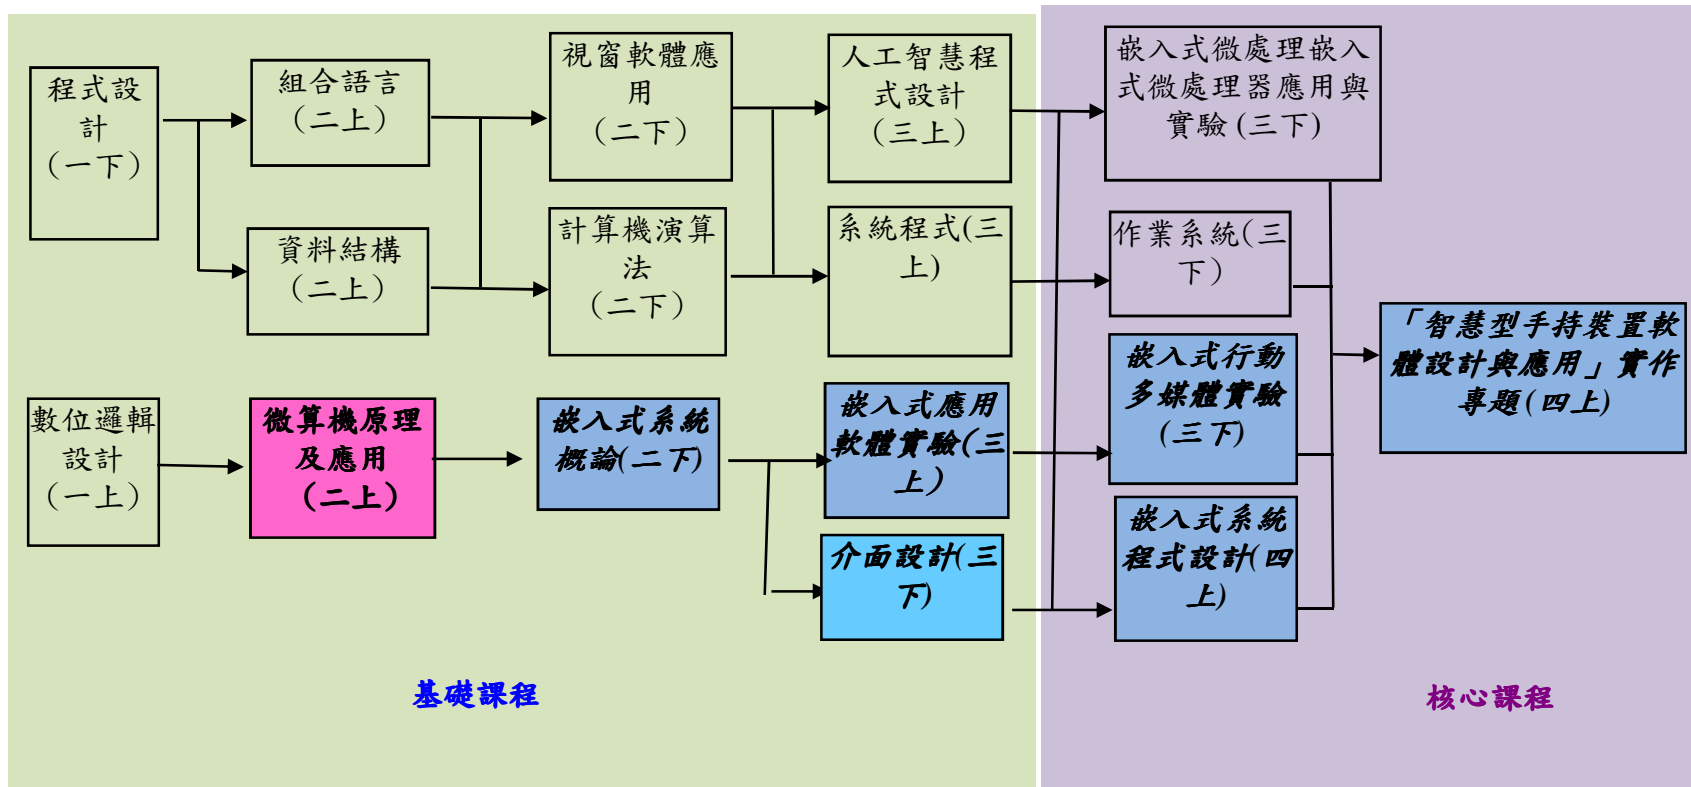 程式設
計
（一下）
組合語言
（二上）
視窗軟體應
用
（二下）
人工智慧程
式設計
（三上）
嵌入式微處理嵌入
式微處理器應用與
實驗 (三下)
資料結構
（二上）
計算機演算
法
（二下）
系統程式(三
上)
作業系統(三
下）
「智慧型手持裝置軟
體設計與應用」實作
專題(四上)
數位邏輯
設計
（一上）
微算機原理
及應用
（二上）
嵌入式系統
概論(二下)
嵌入式應用
軟體實驗(三
上）
嵌入式行動
多媒體實驗
(三下)
介面設計(三
下)
嵌入式系統
程式設計(四
上)
基礎課程
核心課程